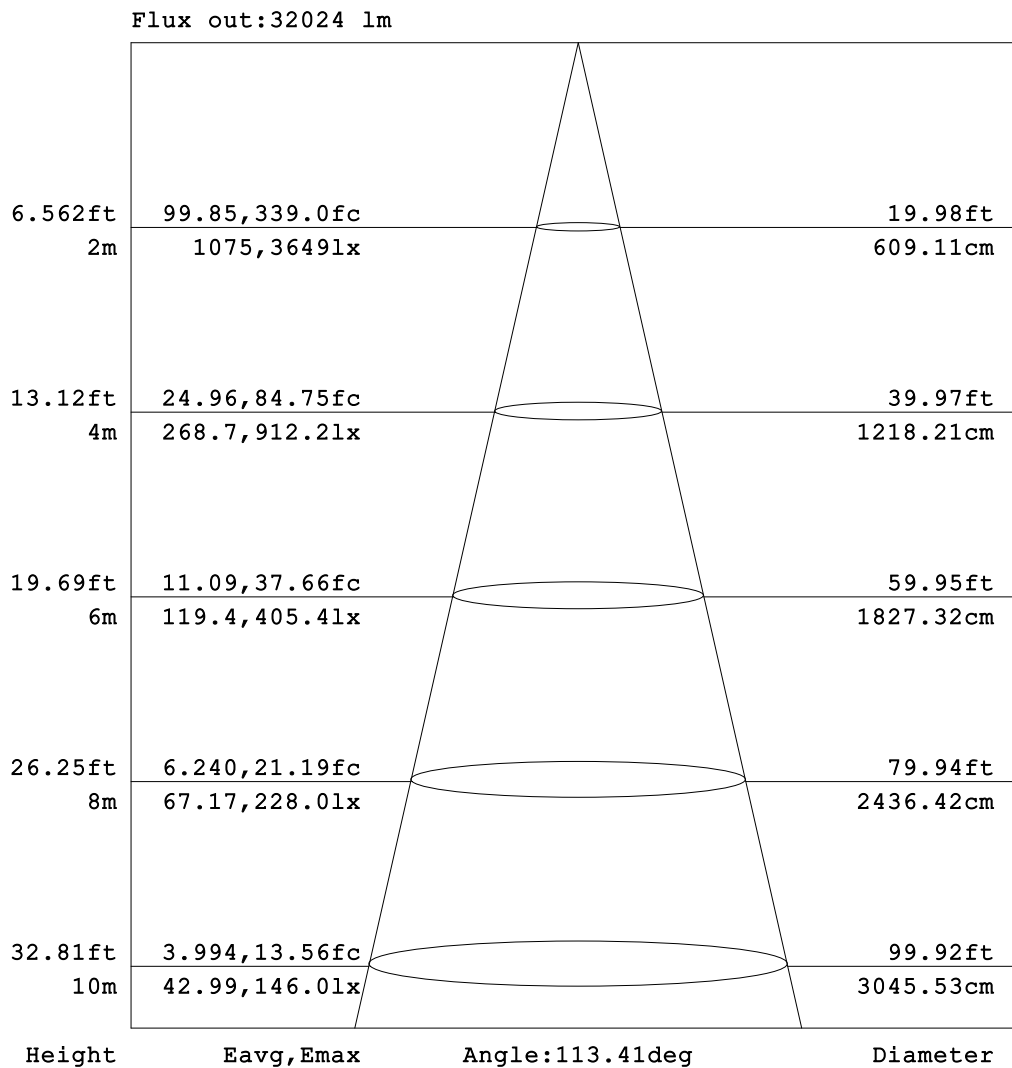 Flux out:32024 lm
6.562ft 99.85,339.0fc 19.98ft
2m 1075,3649lx 609.11cm
13.12ft 24.96,84.75fc 39.97ft
4m 268.7,912.2lx 1218.21cm
19.69ft 11.09,37.66fc 59.95ft
6m 119.4,405.4lx 1827.32cm
26.25ft 6.240,21.19fc 79.94ft
8m 67.17,228.0lx 2436.42cm
32.81ft 3.994,13.56fc 99.92ft
10m 42.99,146.0lx 3045.53cm
Height Eavg,Emax Angle:113.41deg Diameter